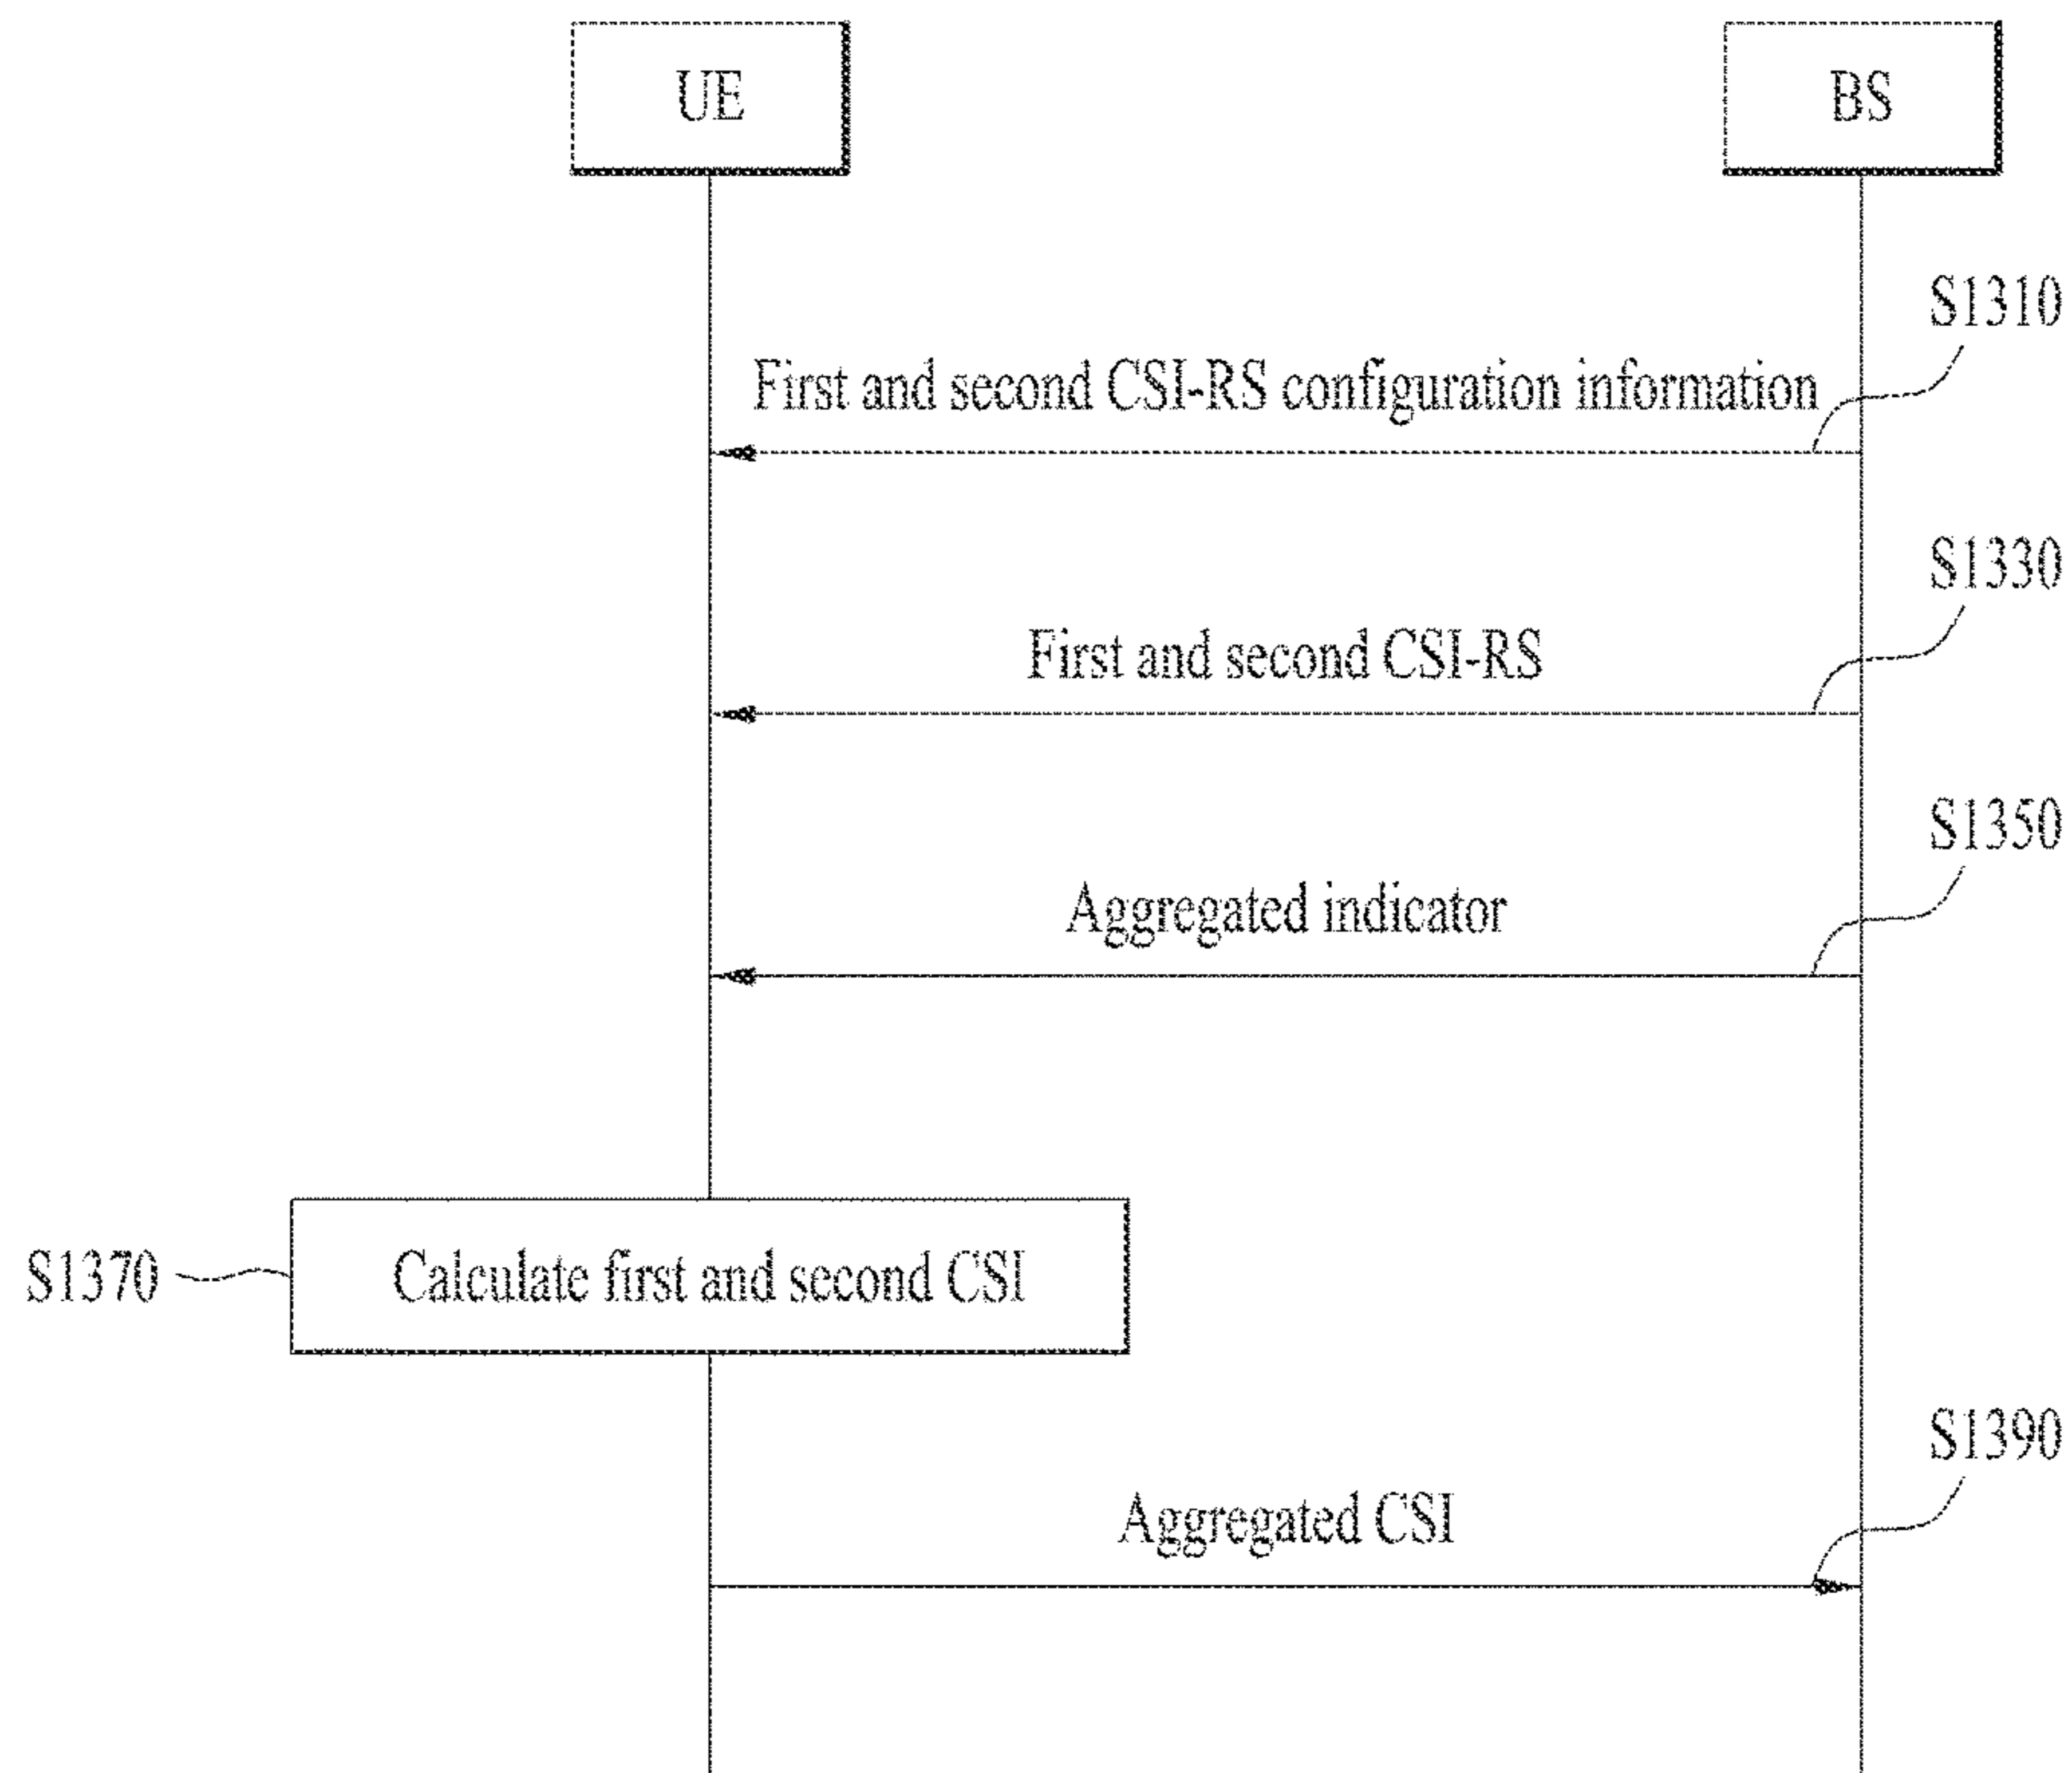 UE
BS
S1310
First and second CSI-RS configuration information
S1330
First and second CSI-RS
S1350
Aggregated indicator
S1370
Calculate first and second CSI
S1390
Aggregated CSI